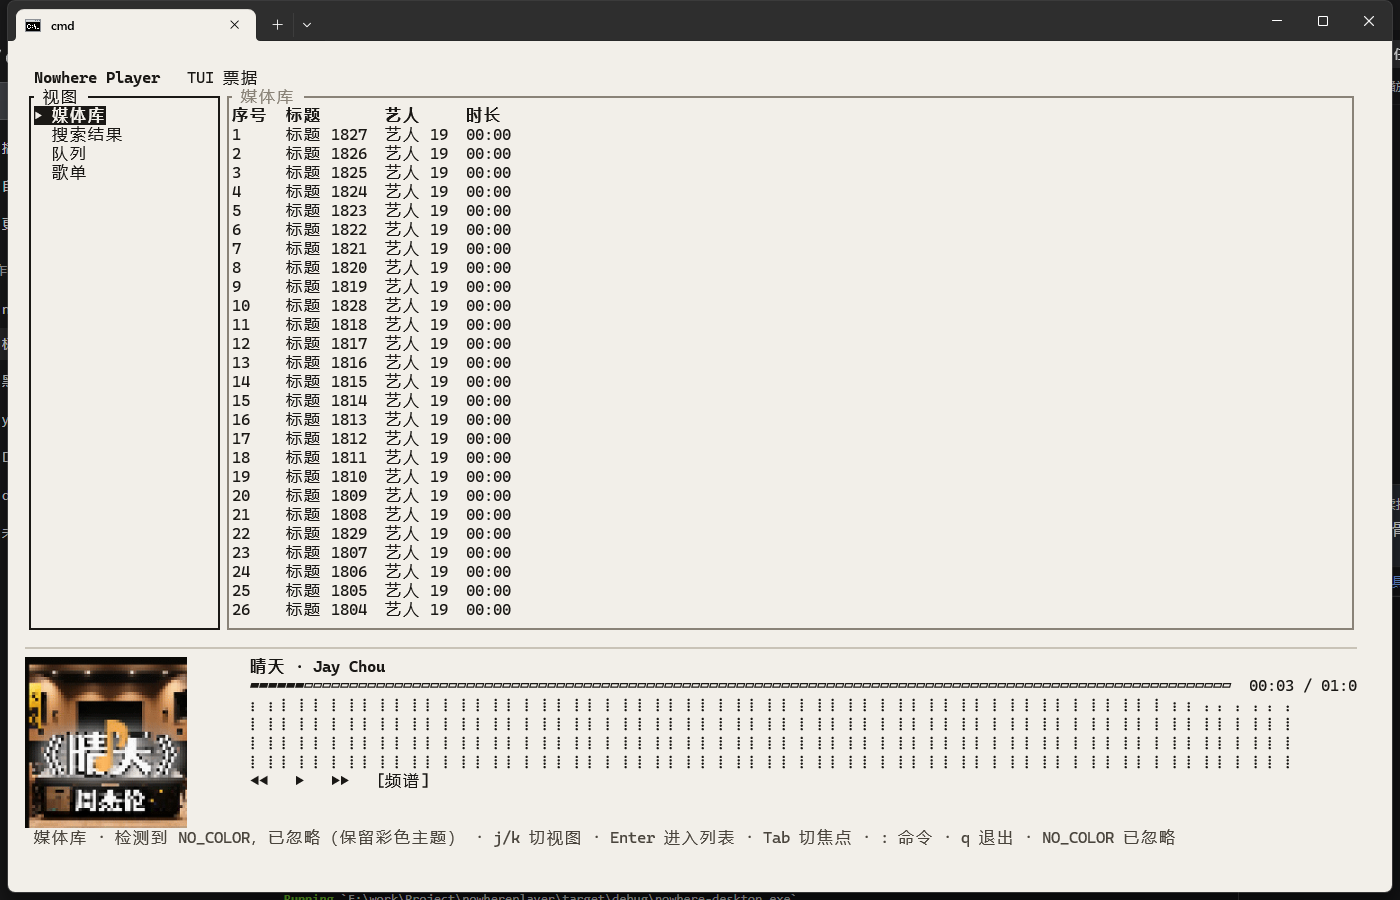 cmd
Nowhere Player TUI 票据
视图
▸ 媒体库
搜索结果
队列
歌单
媒体库
序号 标题 艺人 时长
1 标题 1827 艺人 19 00:00
2 标题 1826 艺人 19 00:00
3 标题 1825 艺人 19 00:00
4 标题 1824 艺人 19 00:00
5 标题 1823 艺人 19 00:00
6 标题 1822 艺人 19 00:00
7 标题 1821 艺人 19 00:00
8 标题 1820 艺人 19 00:00
9 标题 1819 艺人 19 00:00
10 标题 1828 艺人 19 00:00
11 标题 1818 艺人 19 00:00
12 标题 1817 艺人 19 00:00
13 标题 1816 艺人 19 00:00
14 标题 1815 艺人 19 00:00
15 标题 1814 艺人 19 00:00
16 标题 1813 艺人 19 00:00
17 标题 1812 艺人 19 00:00
18 标题 1811 艺人 19 00:00
19 标题 1810 艺人 19 00:00
20 标题 1809 艺人 19 00:00
21 标题 1808 艺人 19 00:00
22 标题 1829 艺人 19 00:00
23 标题 1807 艺人 19 00:00
24 标题 1806 艺人 19 00:00
25 标题 1805 艺人 19 00:00
26 标题 1804 艺人 19 00:00
《晴天》
周杰伦
晴天 · Jay Chou
00:03 / 01:0
[频谱]
媒体库 · 检测到 NO_COLOR, 已忽略 (保留彩色主题) · j/k 切视图 · Enter 进入列表 · Tab 切焦点 · : 命令 · q 退出 · NO_COLOR 已忽略
Running `F:\work\Project\nowhereplayer\target\debug\nowhere-desktop.exe`